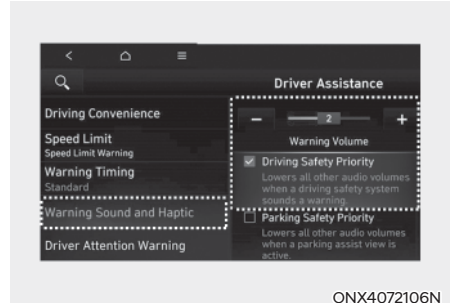 Driver Assistance
Driving Convenience
Speed Limit
Speed Limit Warning
Warning Timing
Standard
Warning Sound and Haptic
Driver Attention Warning
− 2 +
Warning Volume
Driving Safety Priority
Lowers all other audio volumes
when a driving safety system
sounds a warning.
Parking Safety Priority
Lowers all other audio volumes
when a parking assist view is
active.
ONX4072106N